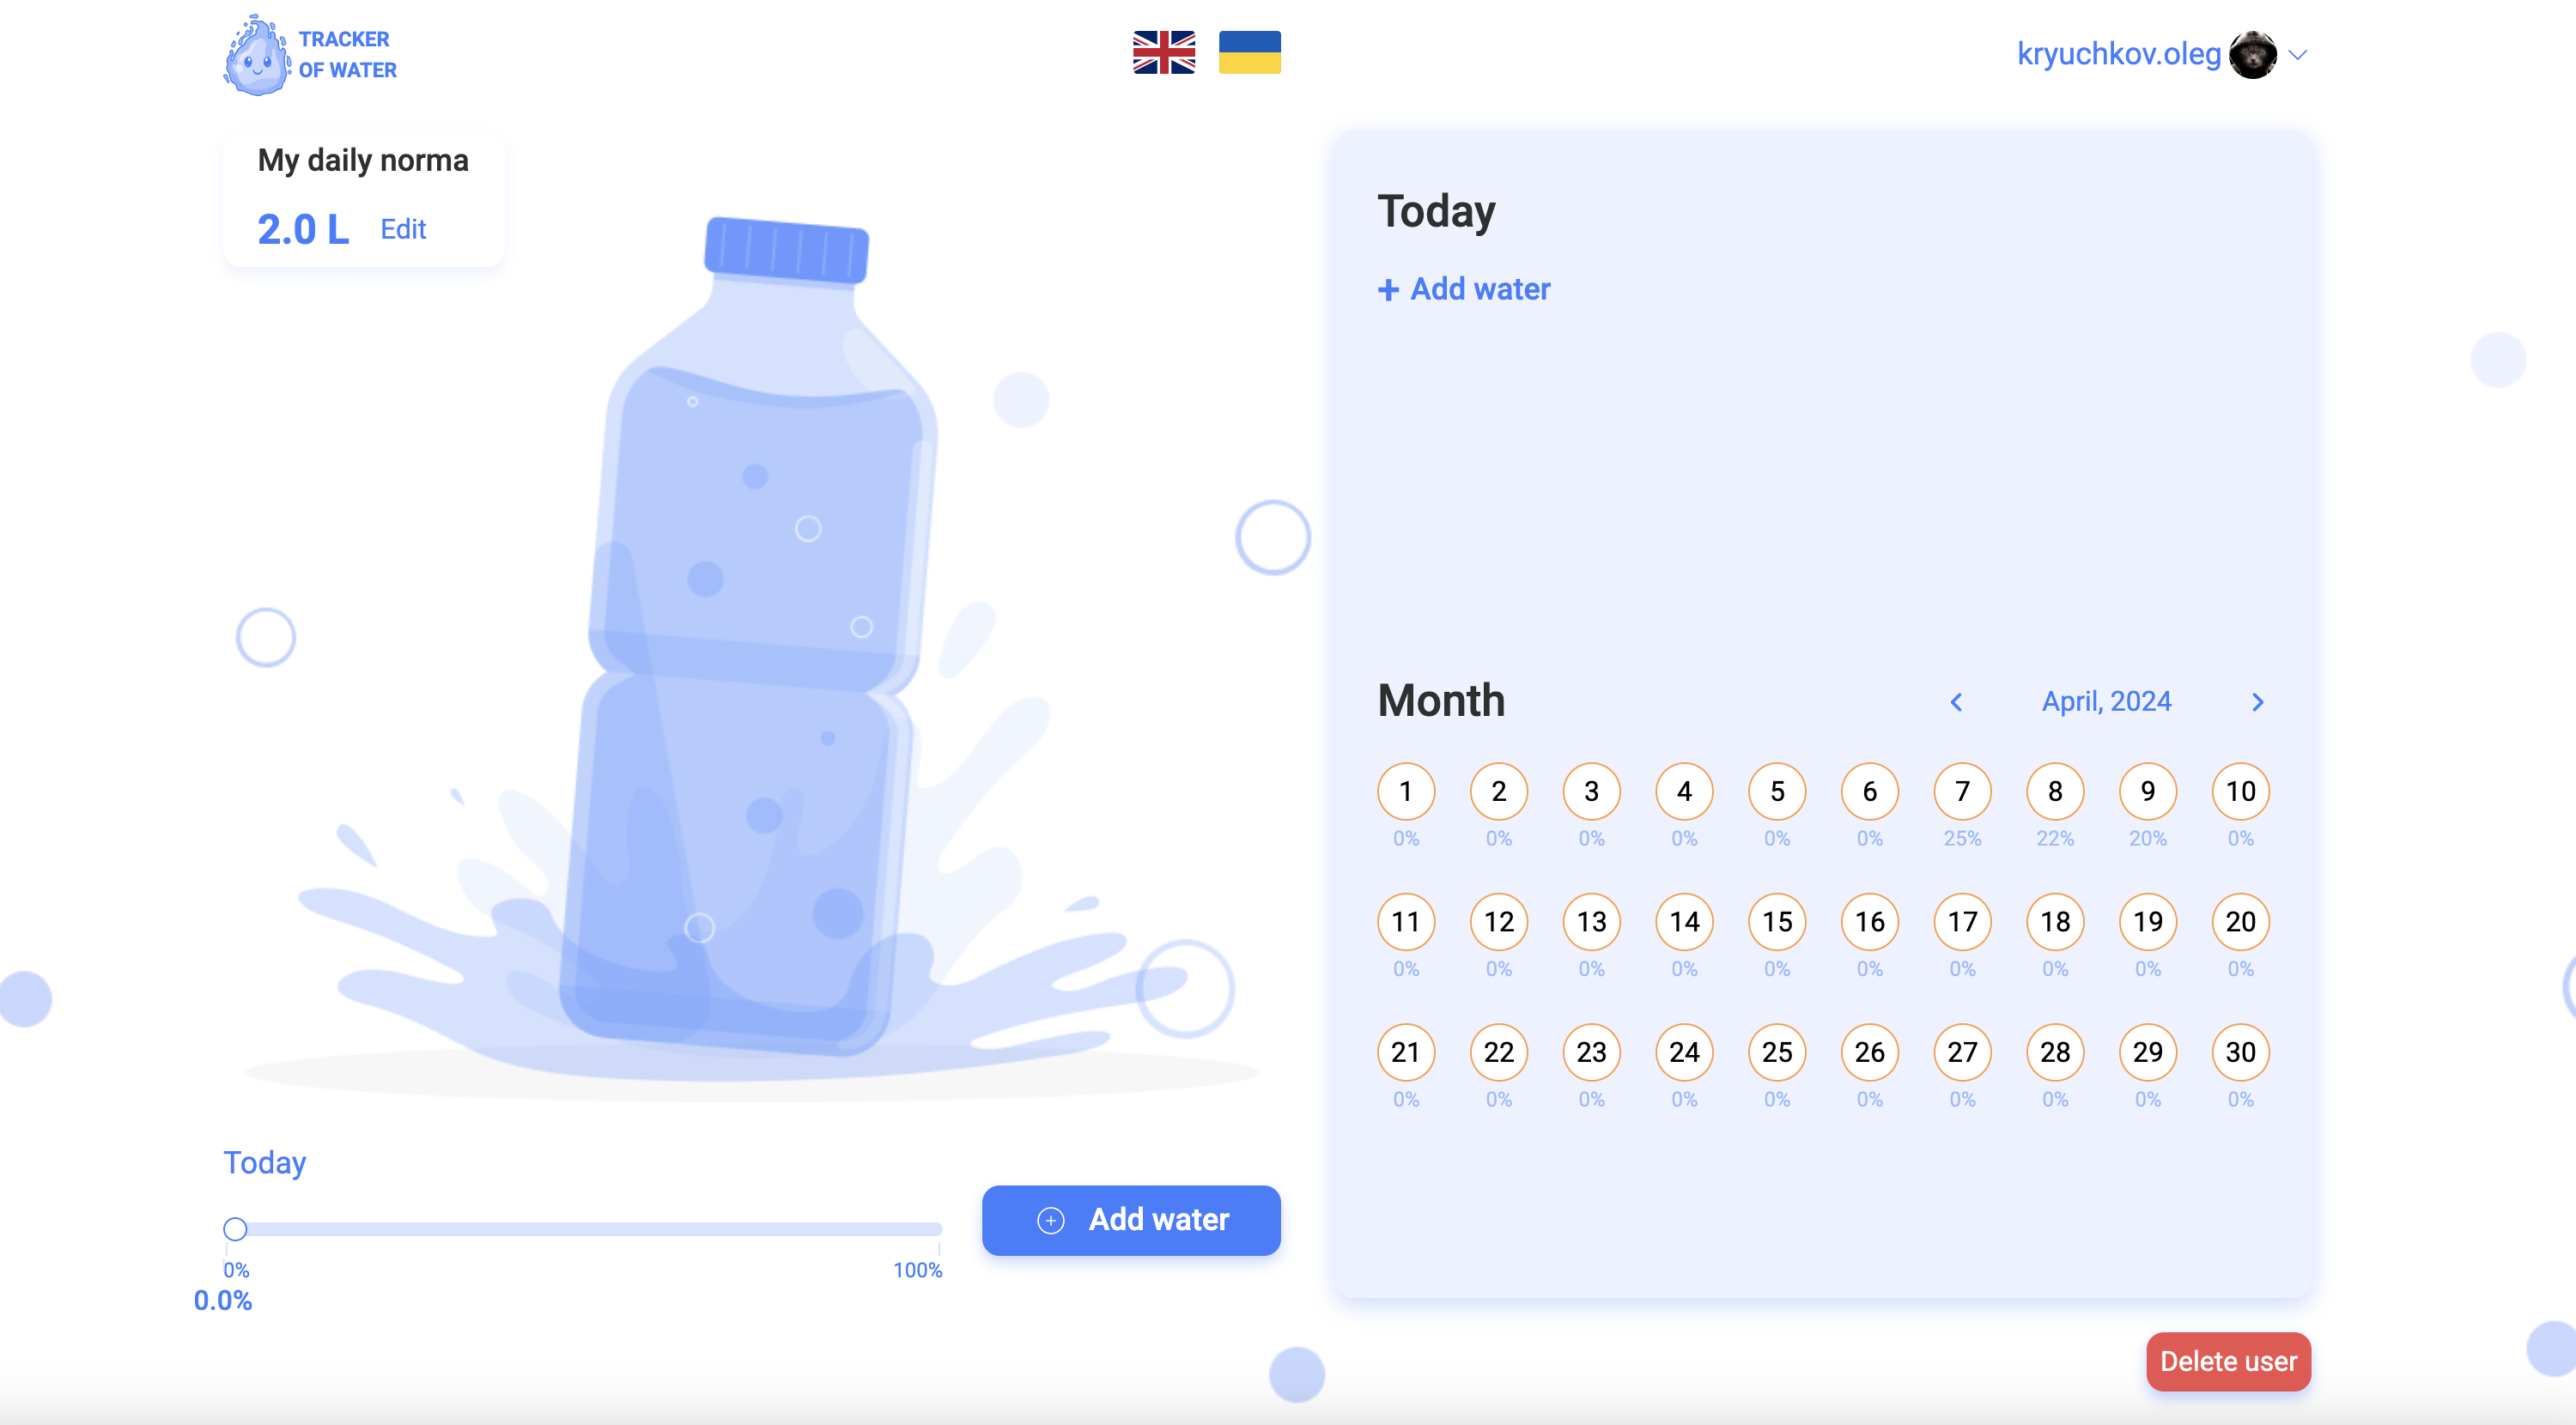 TRACKER
OF WATER
kryuchkov.oleg
My daily norma
2.0 L Edit
Today
+ Add water
Month
< April, 2024 >
1 2 3 4 5 6 7 8 9 10
0% 0% 0% 0% 0% 0% 25% 22% 20% 0%
11 12 13 14 15 16 17 18 19 20
0% 0% 0% 0% 0% 0% 0% 0% 0% 0%
21 22 23 24 25 26 27 28 29 30
0% 0% 0% 0% 0% 0% 0% 0% 0% 0%
Today
0% 100%
0.0%
Add water
Delete user